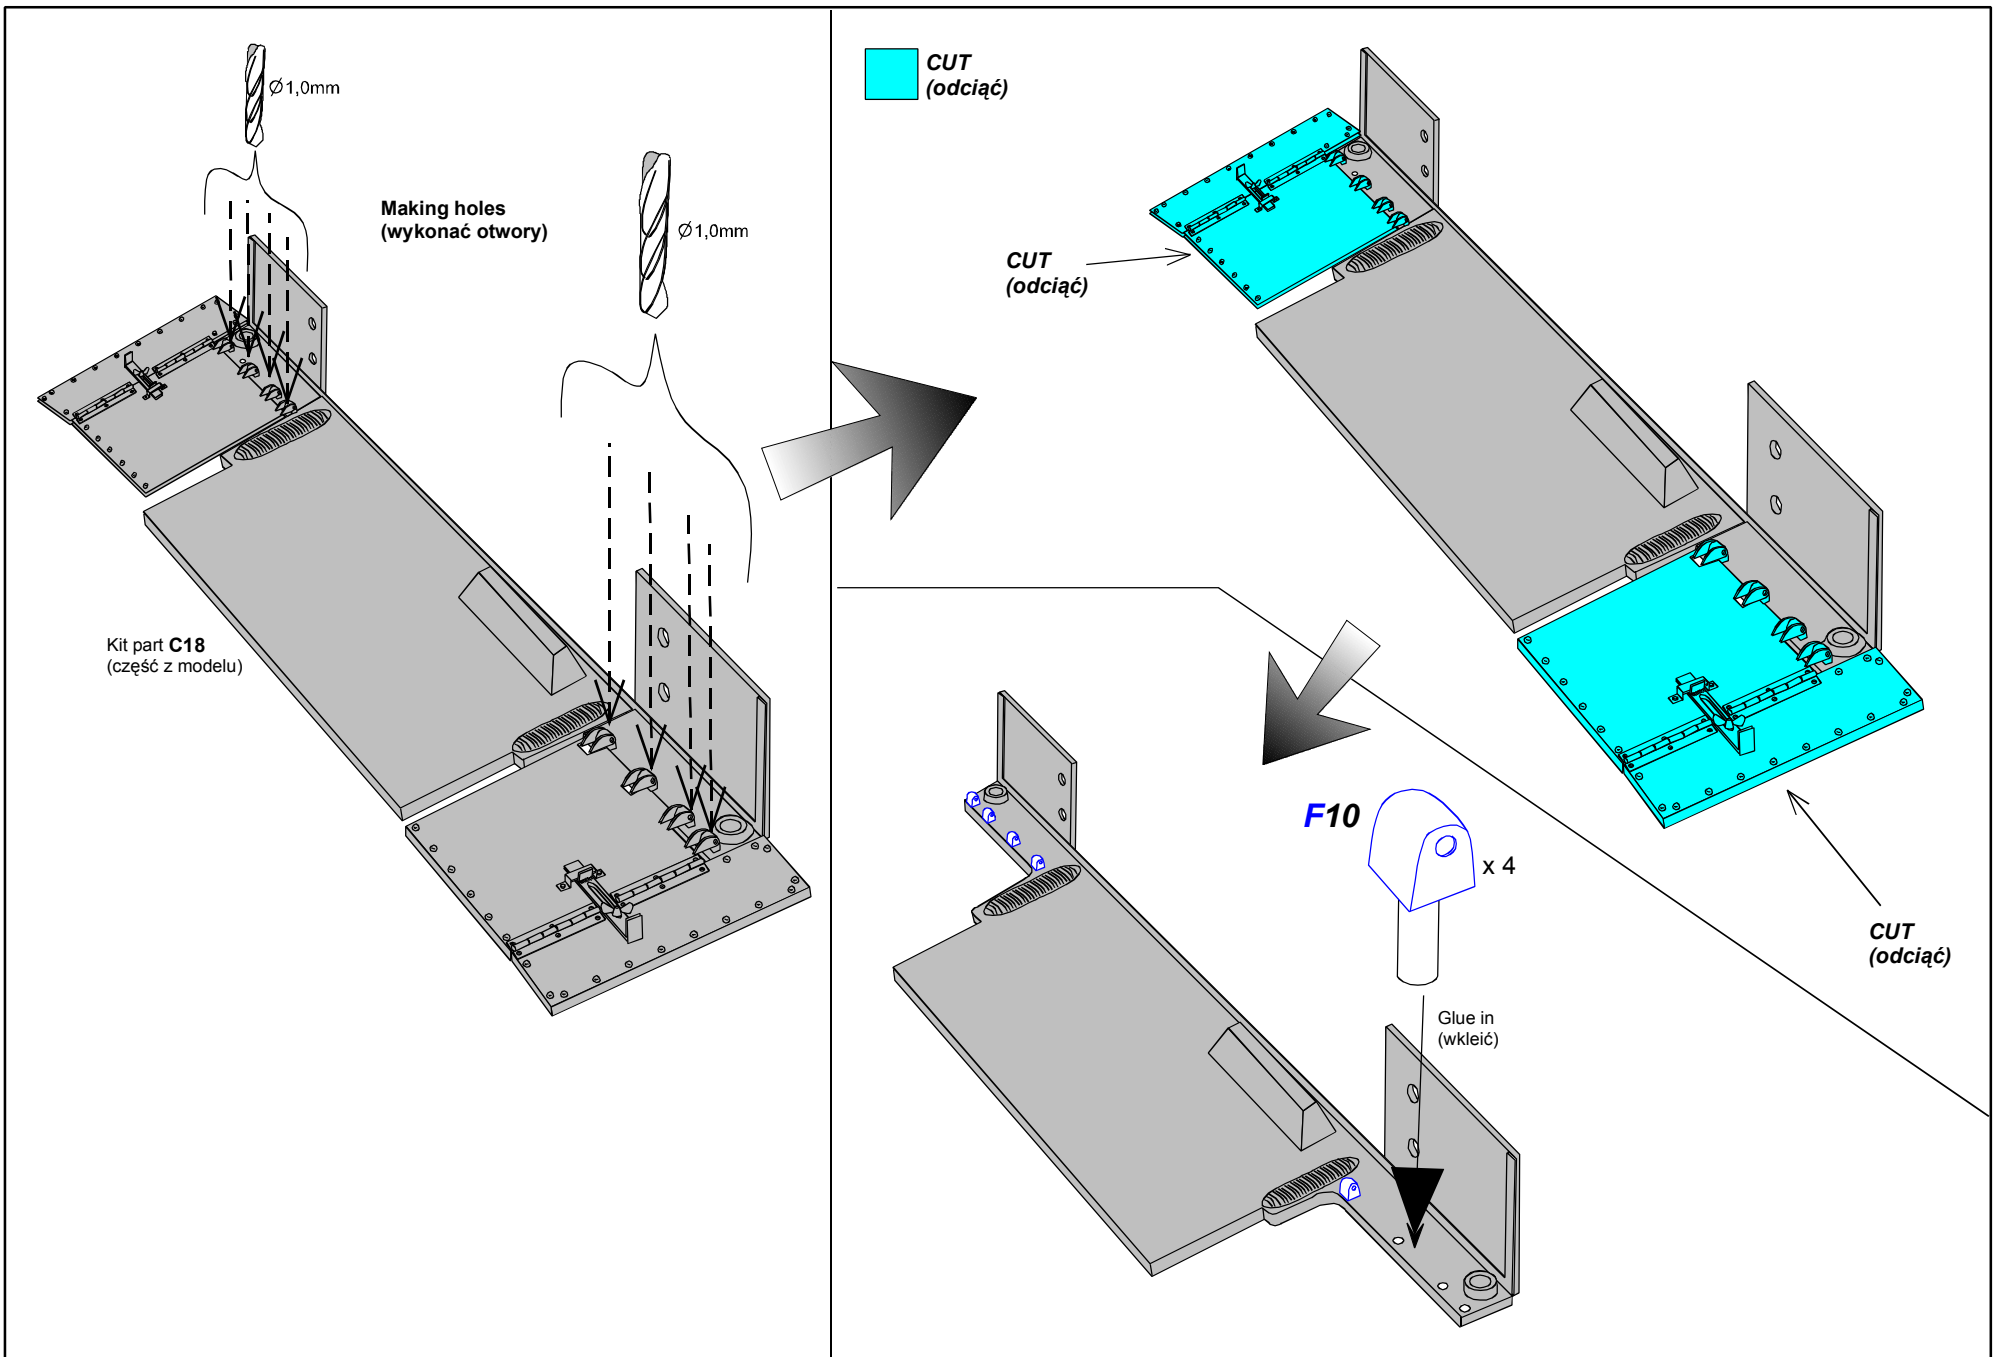 Ø1,0mm
Making holes
(wykonać otwory)
Ø1,0mm
Kit part C18
(część z modelu)
CUT
(odciąć)
CUT
(odciąć)
CUT
(odciąć)
F10
x 4
Glue in
(wkleić)